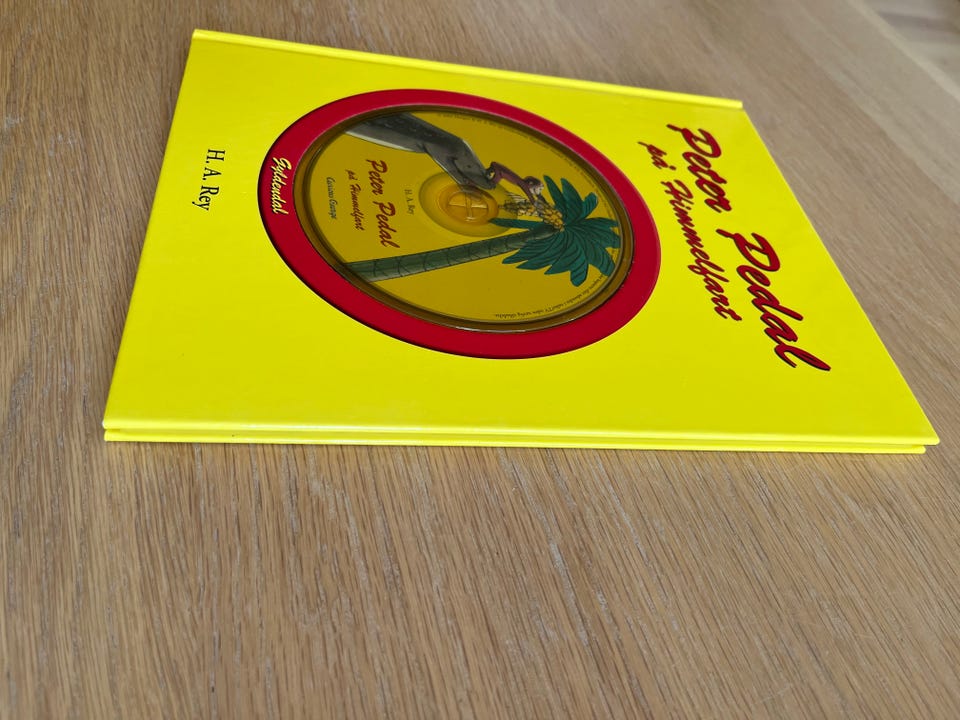 Peter Pedal
på Himmelfart
H. A. Rey
Peter Pedal
på Himmelfart
Curious George
Gyldendal
H. A. Rey